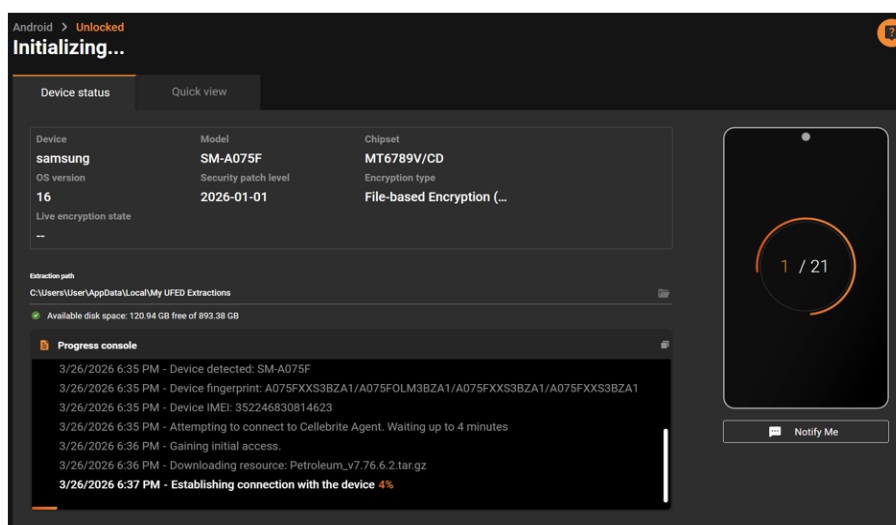 Android > Unlocked
Initializing...
Device status
Quick view
Device
Model
Chipset
samsung
SM-A075F
MT6789V/CD
OS version
Security patch level
Encryption type
16
2026-01-01
File-based Encryption (...
Live encryption state
--
Extraction path
C:\Users\User\AppData\Local\My UFED Extractions
Available disk space: 120.94 GB free of 893.38 GB
Progress console
3/26/2026 6:35 PM - Device detected: SM-A075F
3/26/2026 6:35 PM - Device fingerprint: A075FXXS3BZA1/A075FOLM3BZA1/A075FXXS3BZA1/A075FXXS3BZA1
3/26/2026 6:35 PM - Device IMEI: 352246830814623
3/26/2026 6:35 PM - Attempting to connect to Cellebrite Agent. Waiting up to 4 minutes
3/26/2026 6:36 PM - Gaining initial access.
3/26/2026 6:36 PM - Downloading resource: Petroleum_v7.76.6.2.tar.gz
3/26/2026 6:37 PM - Establishing connection with the device 4%
1 / 21
Notify Me
?